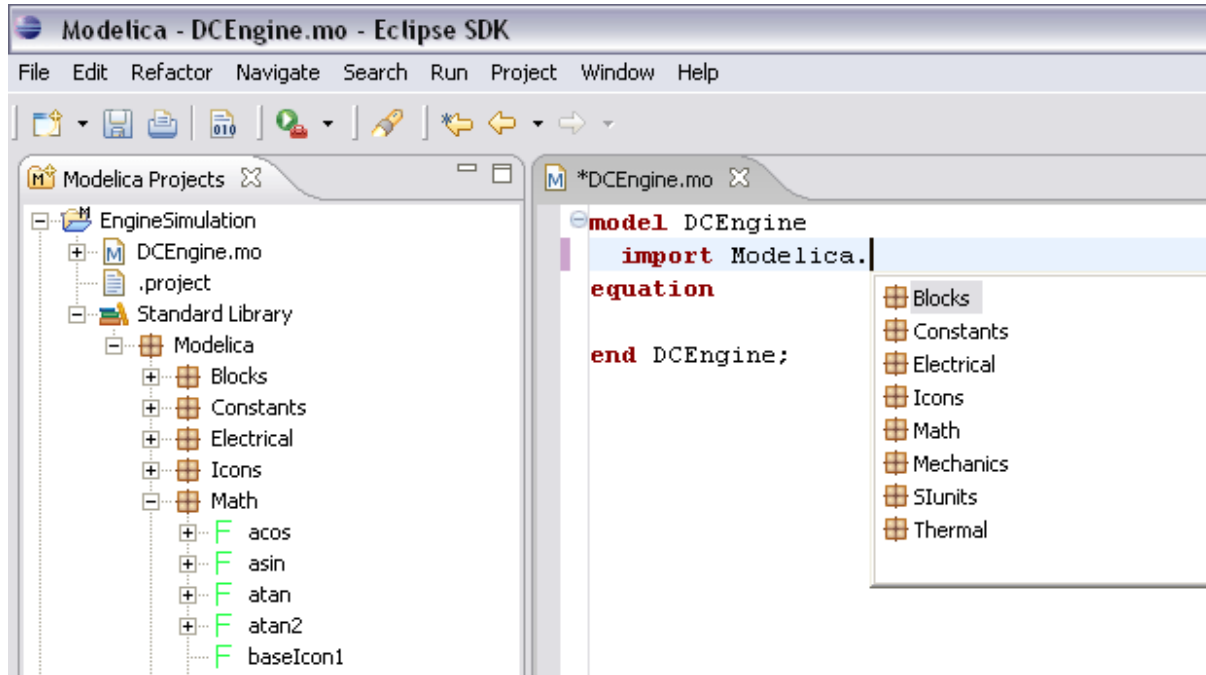 Modelica - DCEngine.mo - Eclipse SDK
File Edit Refactor Navigate Search Run Project Window Help
010
Modelica Projects
EngineSimulation
DCEngine.mo
.project
Standard Library
Modelica
Blocks
Constants
Electrical
Icons
Math
acos
asin
atan
atan2
baseIcon1
*DCEngine.mo
model DCEngine
import Modelica.
equation
end DCEngine;
Blocks
Constants
Electrical
Icons
Math
Mechanics
SIunits
Thermal